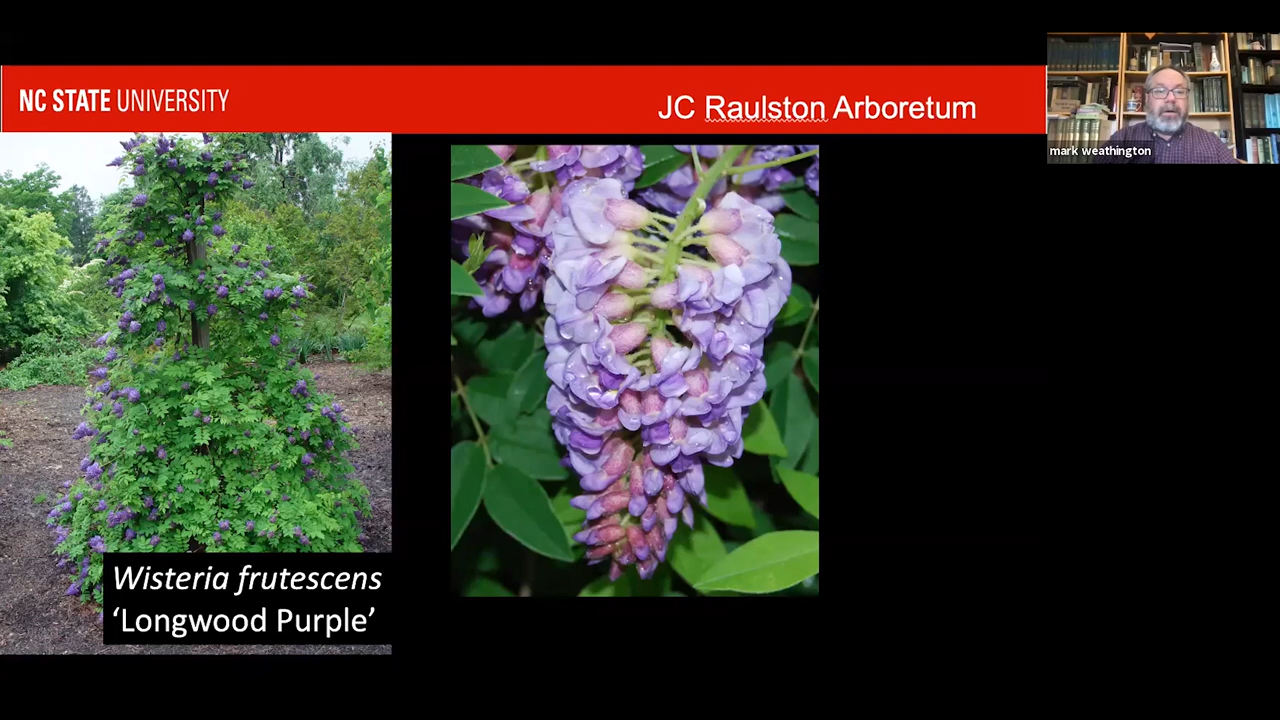 NC STATE UNIVERSITY
JC Raulston Arboretum
mark weathington
Wisteria frutescens
‘Longwood Purple’